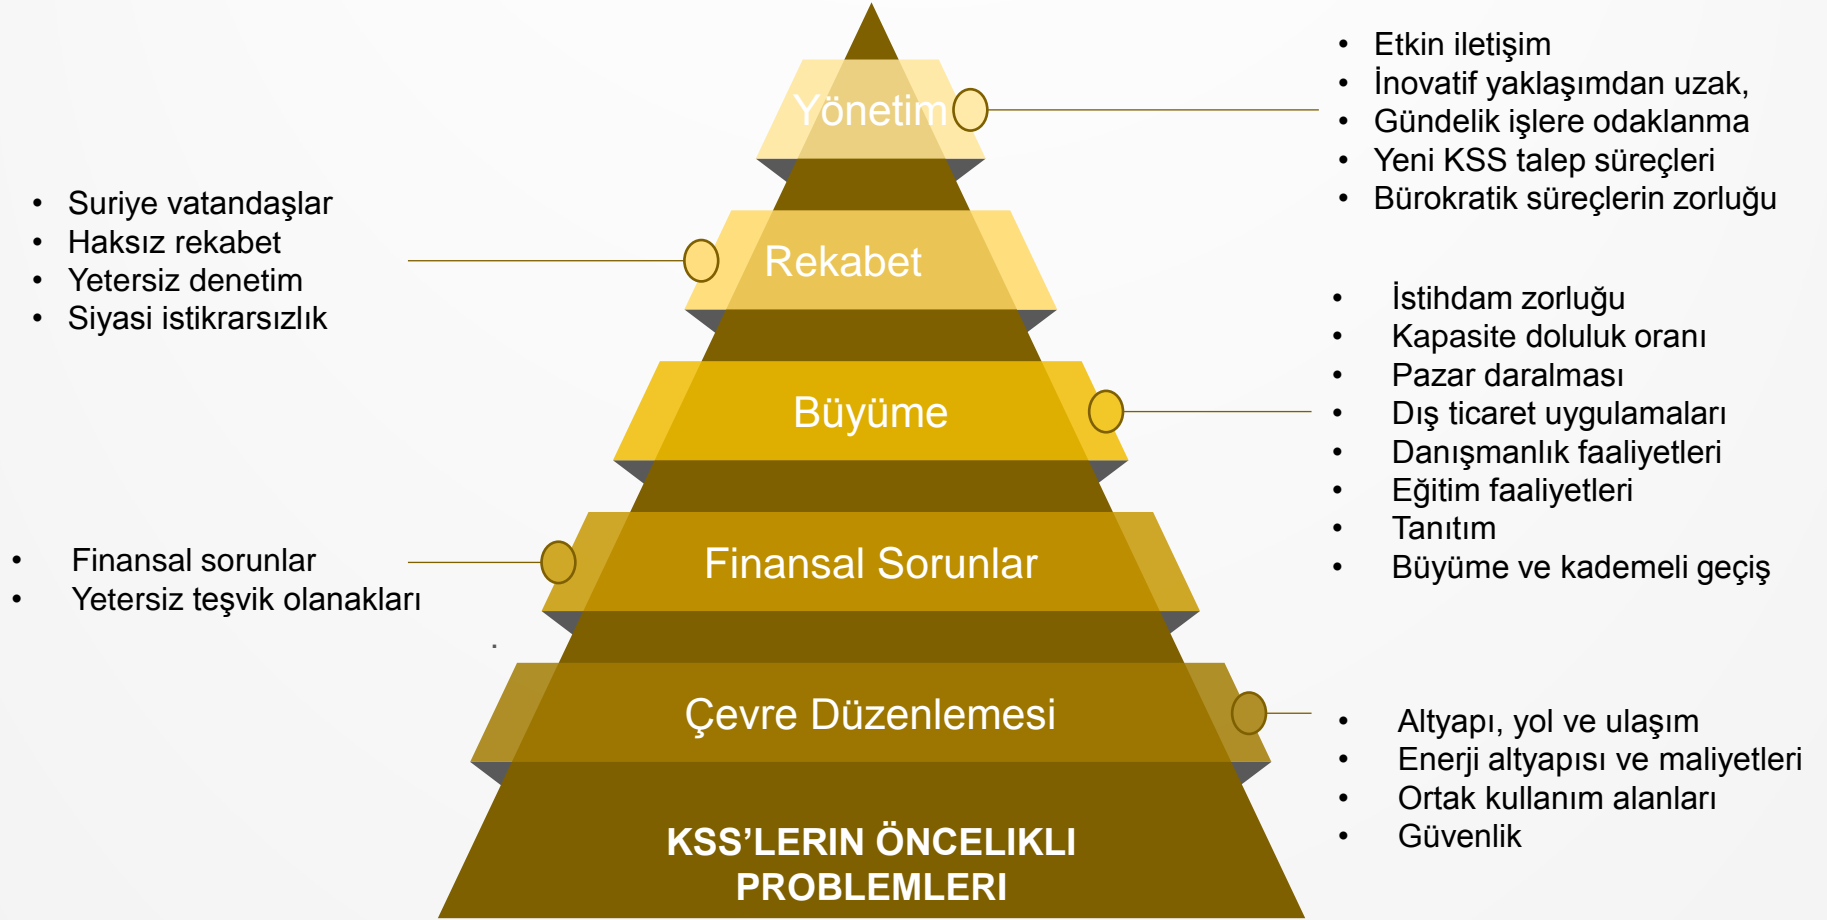 Yönetim
• Etkin iletişim
• İnovatif yaklaşımdan uzak,
• Gündelik işlere odaklanma
• Yeni KSS talep süreçleri
• Bürokratik süreçlerin zorluğu
• Suriye vatandaşlar
• Haksız rekabet
• Yetersiz denetim
• Siyasi istikrarsızlık
Rekabet
Büyüme
• İstihdam zorluğu
• Kapasite doluluk oranı
• Pazar daralması
• Dış ticaret uygulamaları
• Danışmanlık faaliyetleri
• Eğitim faaliyetleri
• Tanıtım
• Büyüme ve kademeli geçiş
• Finansal sorunlar
• Yetersiz teşvik olanakları
.
Finansal Sorunlar
Çevre Düzenlemesi
• Altyapı, yol ve ulaşım
• Enerji altyapısı ve maliyetleri
• Ortak kullanım alanları
• Güvenlik
KSS’LERIN ÖNCELIKLI
PROBLEMLERI